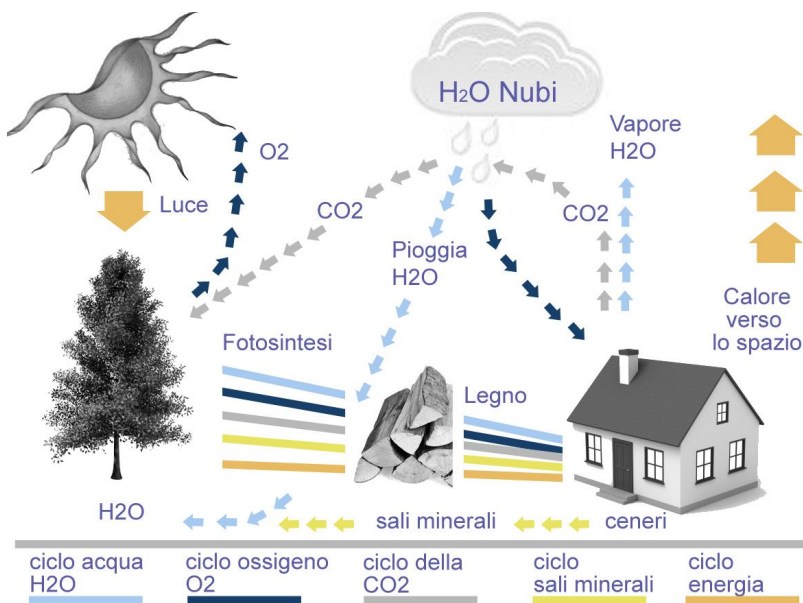 H₂O Nubi
Vapore
H2O
O2
Luce
CO2
CO2
Pioggia
H2O
Calore
verso
lo spazio
Fotosintesi
Legno
H2O
sali minerali
ceneri
ciclo acqua
H2O
ciclo ossigeno
O2
ciclo della
CO2
ciclo
sali minerali
ciclo
energia